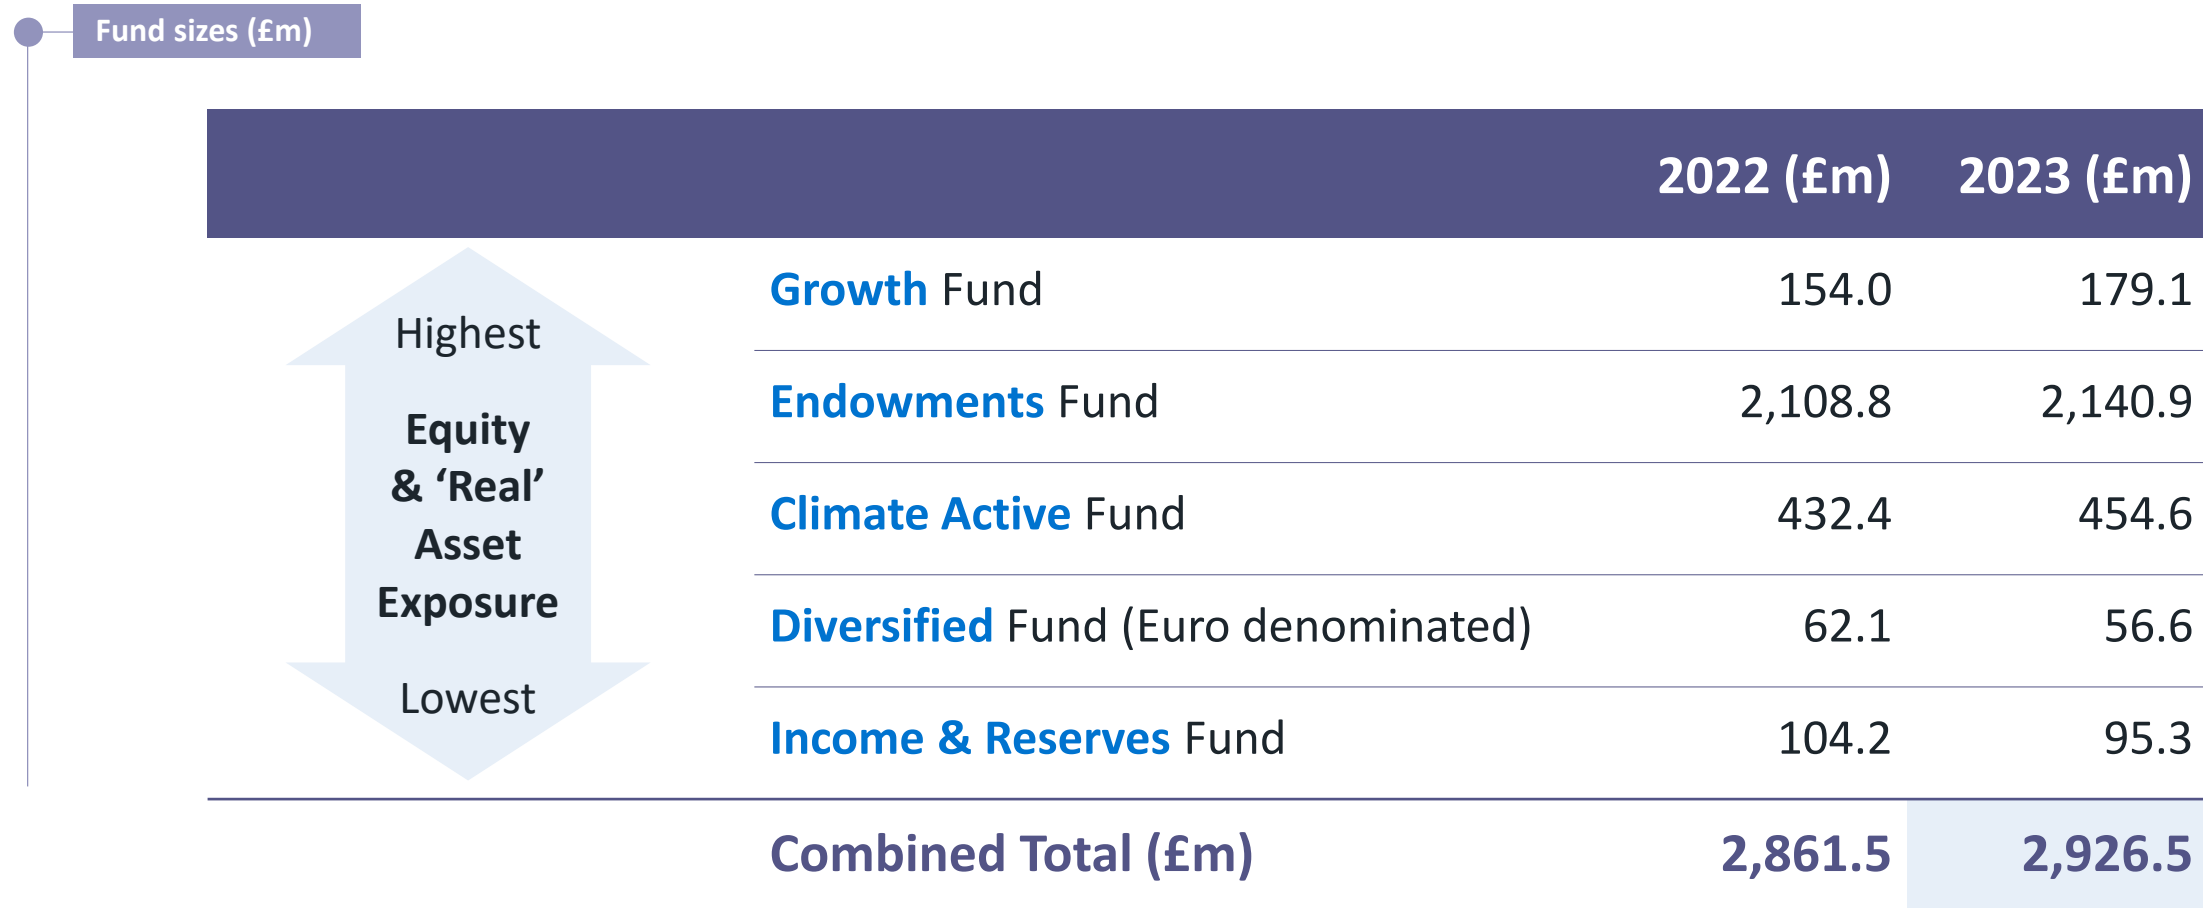 Fund sizes (£m)
2022 (£m) 2023 (£m)
Highest
Equity
& ‘Real’
Asset
Exposure
Lowest
Growth Fund 154.0 179.1
Endowments Fund 2,108.8 2,140.9
Climate Active Fund 432.4 454.6
Diversified Fund (Euro denominated) 62.1 56.6
Income & Reserves Fund 104.2 95.3
Combined Total (£m) 2,861.5 2,926.5